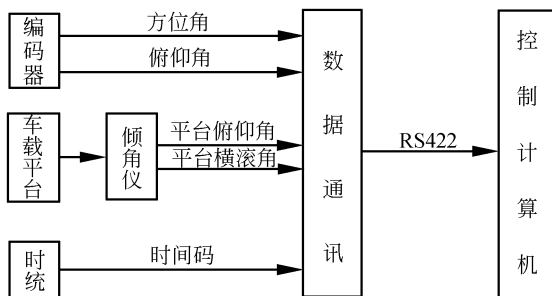 编码器
方位角
俯仰角
车载平台
倾角仪
平台俯仰角
平台横滚角
时统
时间码
数据通讯
RS422
控制计算机